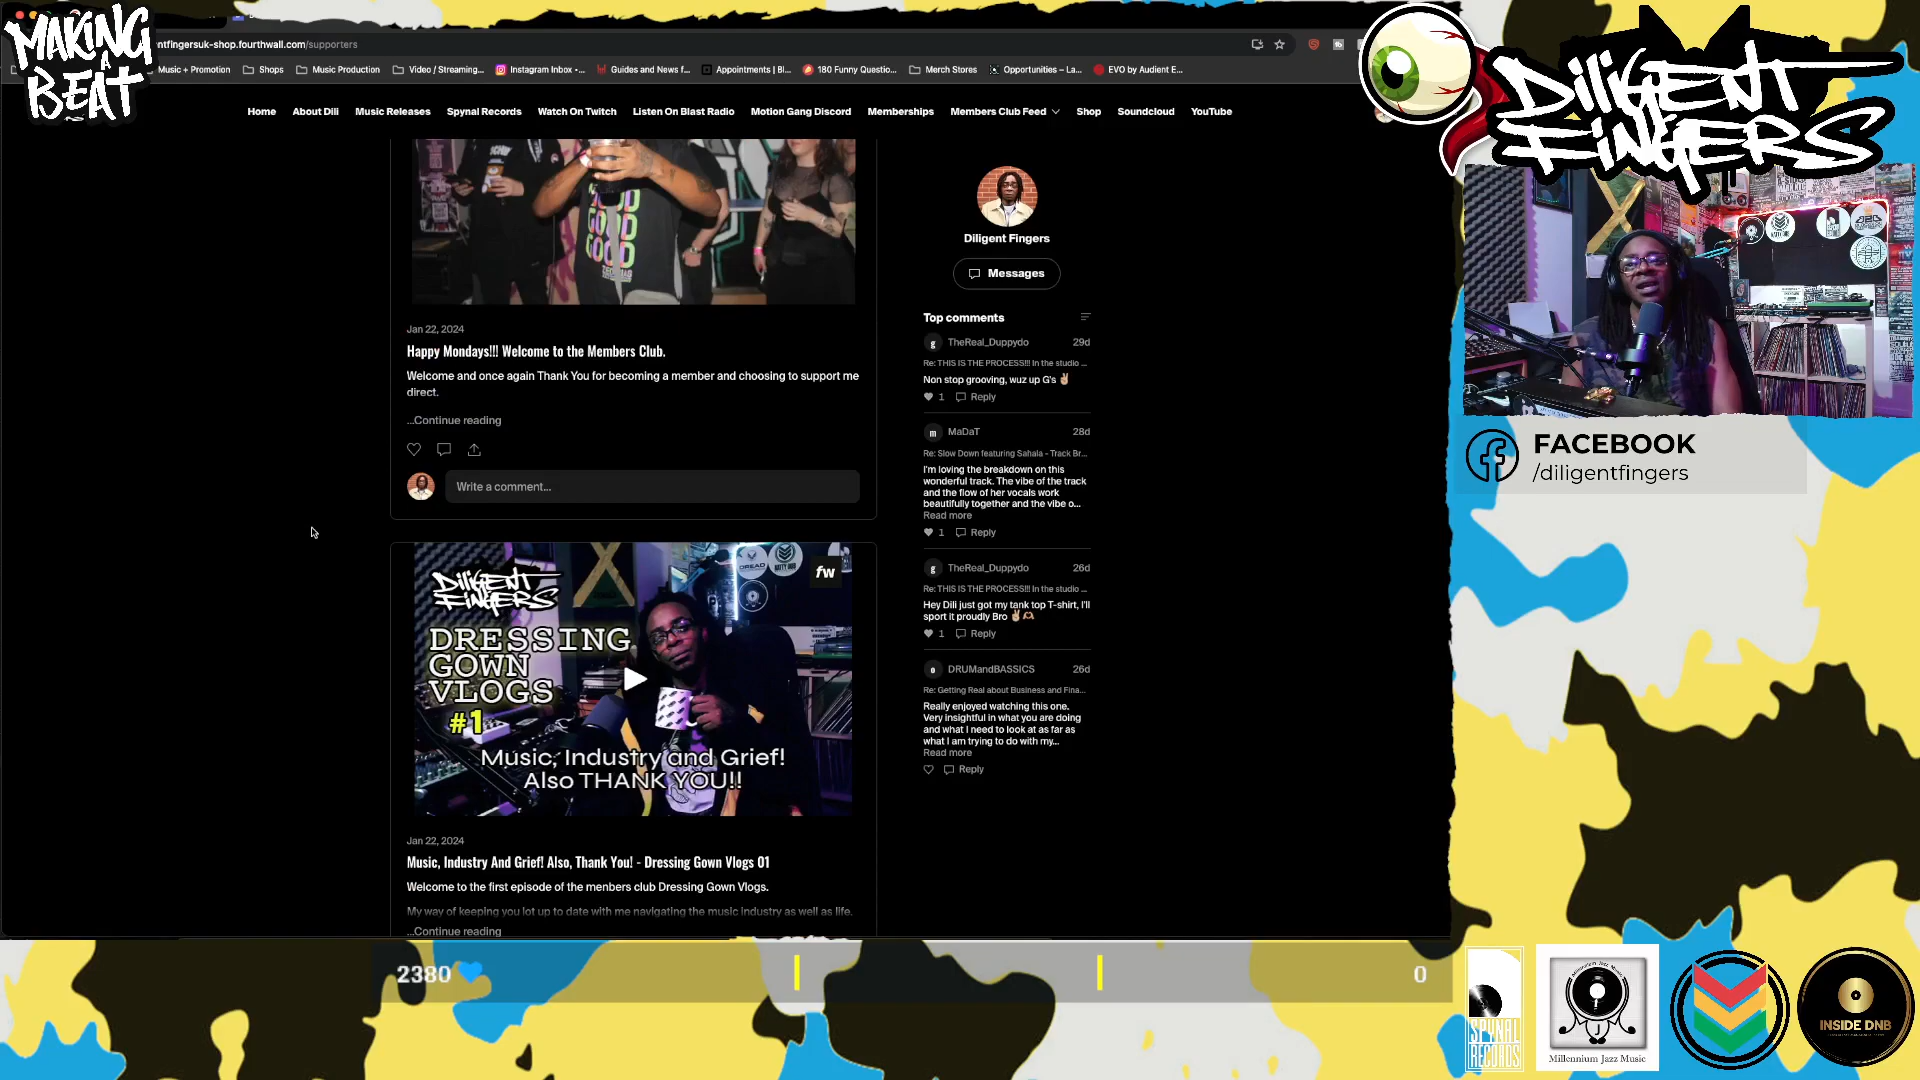 MAKING
A
BEAT
ntfingersuk-shop.fourthwall.com/supporters
Music + Promotion
Shops
Music Production
Video / Streaming...
Instagram Inbox •...
Guides and News f...
Appointments | Bl...
180 Funny Questio...
Merch Stores
Opportunities – La...
EVO by Audient E...
Home
About Dili
Music Releases
Spynal Records
Watch On Twitch
Listen On Blast Radio
Motion Gang Discord
Memberships
Members Club Feed
Shop
Soundcloud
YouTube
DILIGENT
FINGERS
GOOD
GOOD
GOOD
Jan 22, 2024
Happy Mondays!!! Welcome to the Members Club.
Welcome and once again Thank You for becoming a member and choosing to support me
direct.
...Continue reading
Write a comment...
DILIGENT
FINGERS
DREAD
fw
DRESSING
GOWN
VLOGS
#1
Music, Industry and Grief!
Also THANK YOU!!
Jan 22, 2024
Music, Industry And Grief! Also, Thank You! - Dressing Gown Vlogs 01
Welcome to the first episode of the menbers club Dressing Gown Vlogs.
My way of keeping you lot up to date with me navigating the music industry as well as life.
...Continue reading
Diligent Fingers
Messages
Top comments
g TheReal_Duppydo 29d
Re: THIS IS THE PROCESS!!! In the studio ...
Non stop grooving, wuz up G's ✌🏽
1 Reply
m MaDaT 28d
Re: Slow Down featuring Sahala - Track Br...
I'm loving the breakdown on this
wonderful track. The vibe of the track
and the flow of her vocals work
beautifully together and the vibe o...
Read more
1 Reply
g TheReal_Duppydo 26d
Re: THIS IS THE PROCESS!!! In the studio ...
Hey Dili just got my tank top T-shirt, I'll
sport it proudly Bro ✌🏽🫶🏽
1 Reply
DRUMandBASSICS 26d
Re: Getting Real about Business and Fina...
Really enjoyed watching this one.
Very insightful in what you are doing
and what I need to look at as far as
what I am trying to do with my...
Read more
Reply
FACEBOOK
/diligentfingers
2380
0
SPYNAL
RECORDS
Millennium Jazz Music
J
Millennium Jazz Music
INSIDE DNB